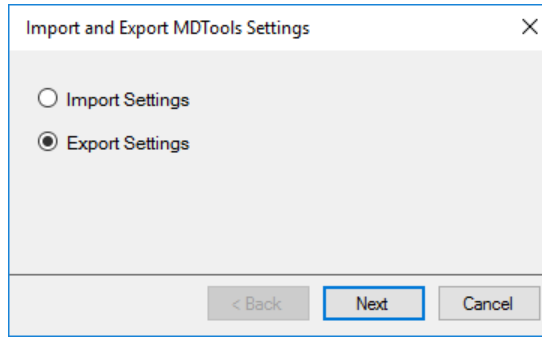 Import and Export MDTools Settings
Import Settings
Export Settings
< Back Next Cancel